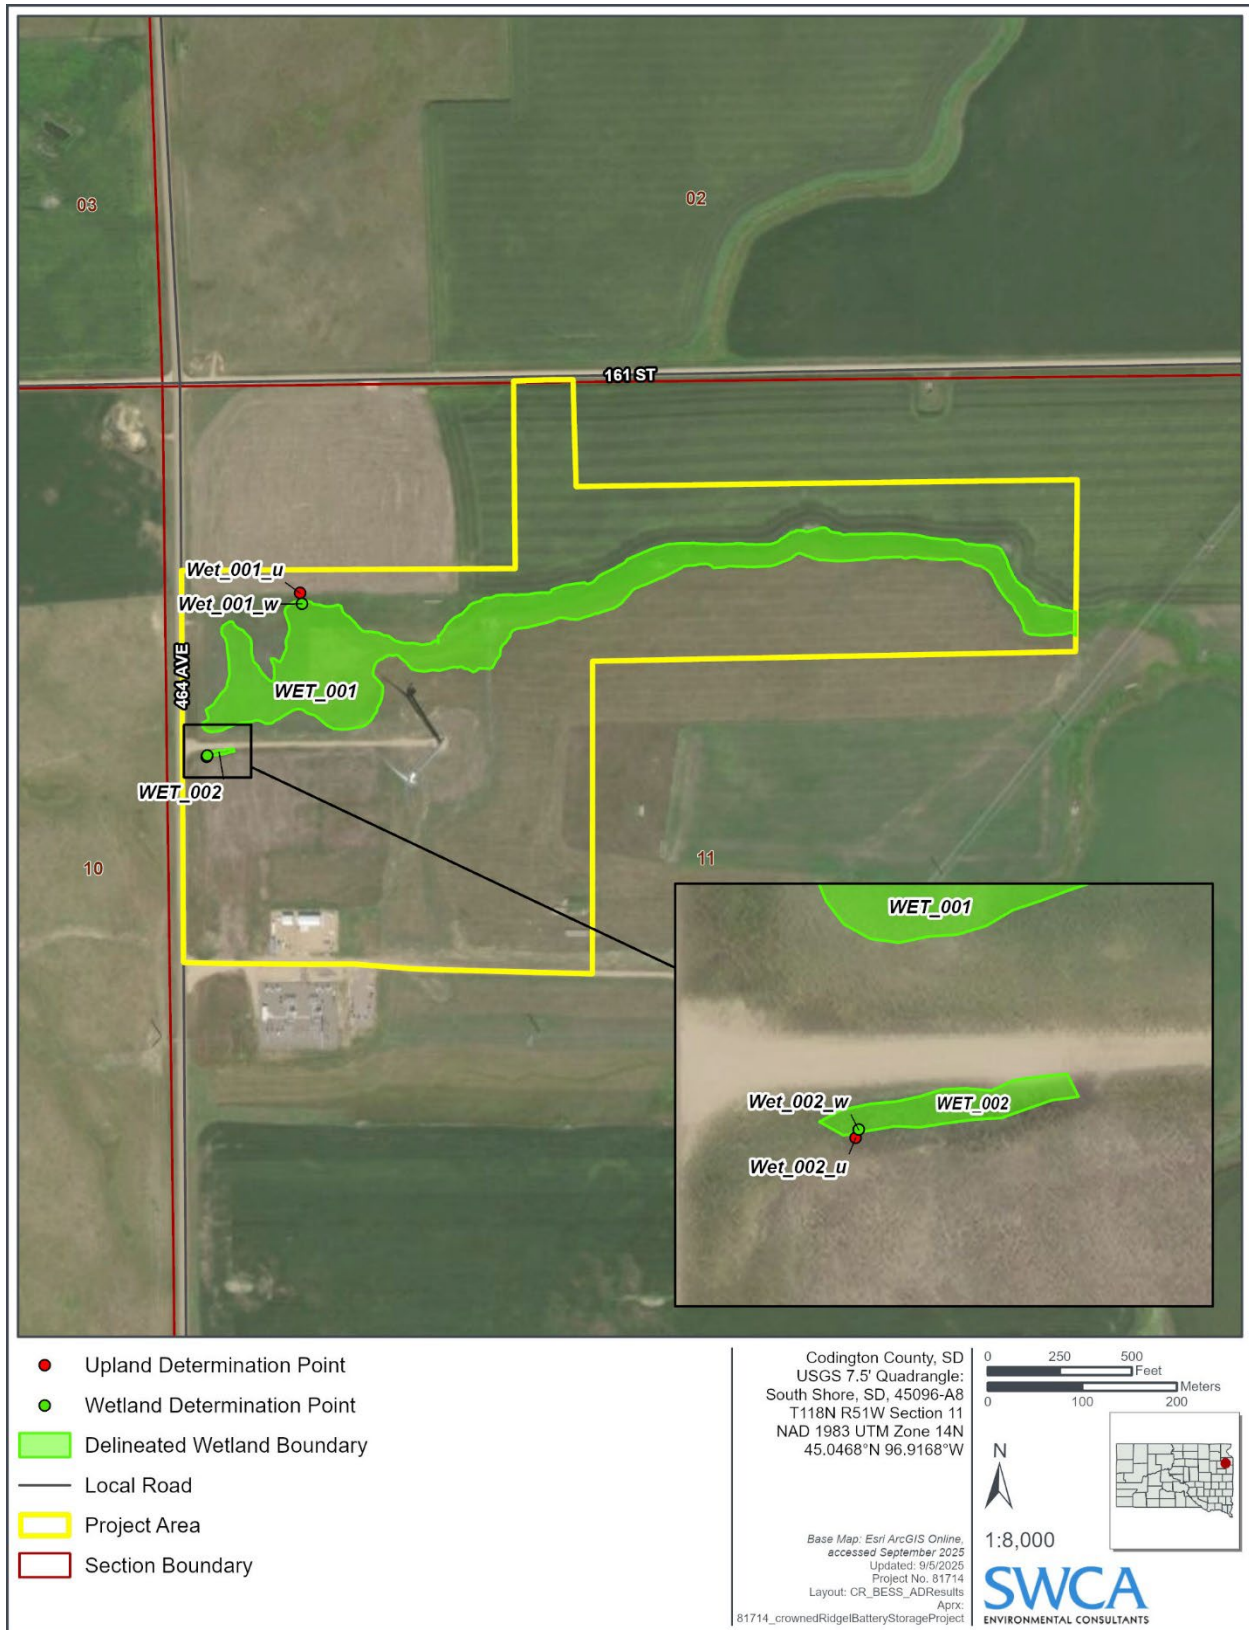 03
02
161 ST
Wet_001_u
Wet_001_w
464 AVE
WET_001
WET_002
10
11
WET_001
Wet_002_w
WET_002
Wet_002_u
Upland Determination Point
Wetland Determination Point
Delineated Wetland Boundary
Local Road
Project Area
Section Boundary
Codington County, SD
USGS 7.5' Quadrangle:
South Shore, SD, 45096-A8
T118N R51W Section 11
NAD 1983 UTM Zone 14N
45.0468°N 96.9168°W
Base Map: Esri ArcGIS Online,
accessed September 2025
Updated: 9/5/2025
Project No. 81714
Layout: CR_BESS_ADResults
Aprx:
81714_crownedRidgeIBatteryStorageProject
0 250 500
Feet
Meters
0 100 200
N
1:8,000
SWCA
ENVIRONMENTAL CONSULTANTS